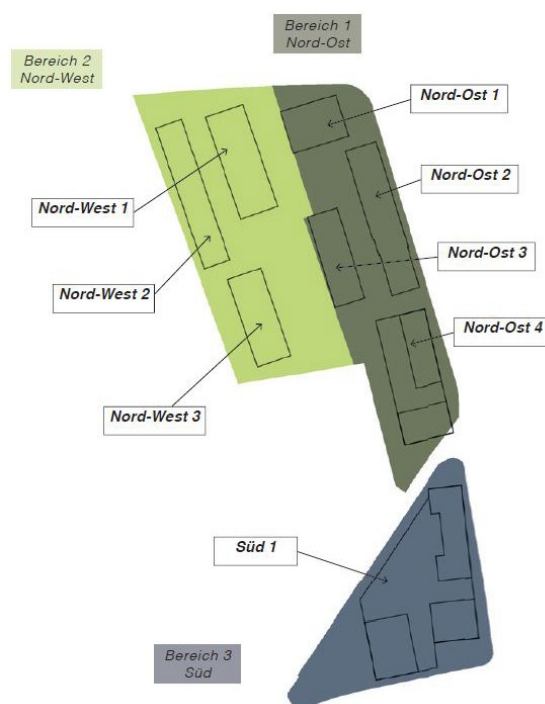 Bereich 1
Nord-Ost
Bereich 2
Nord-West
Nord-Ost 1
Nord-Ost 2
Nord-West 1
Nord-Ost 3
Nord-West 2
Nord-Ost 4
Nord-West 3
Süd 1
Bereich 3
Süd